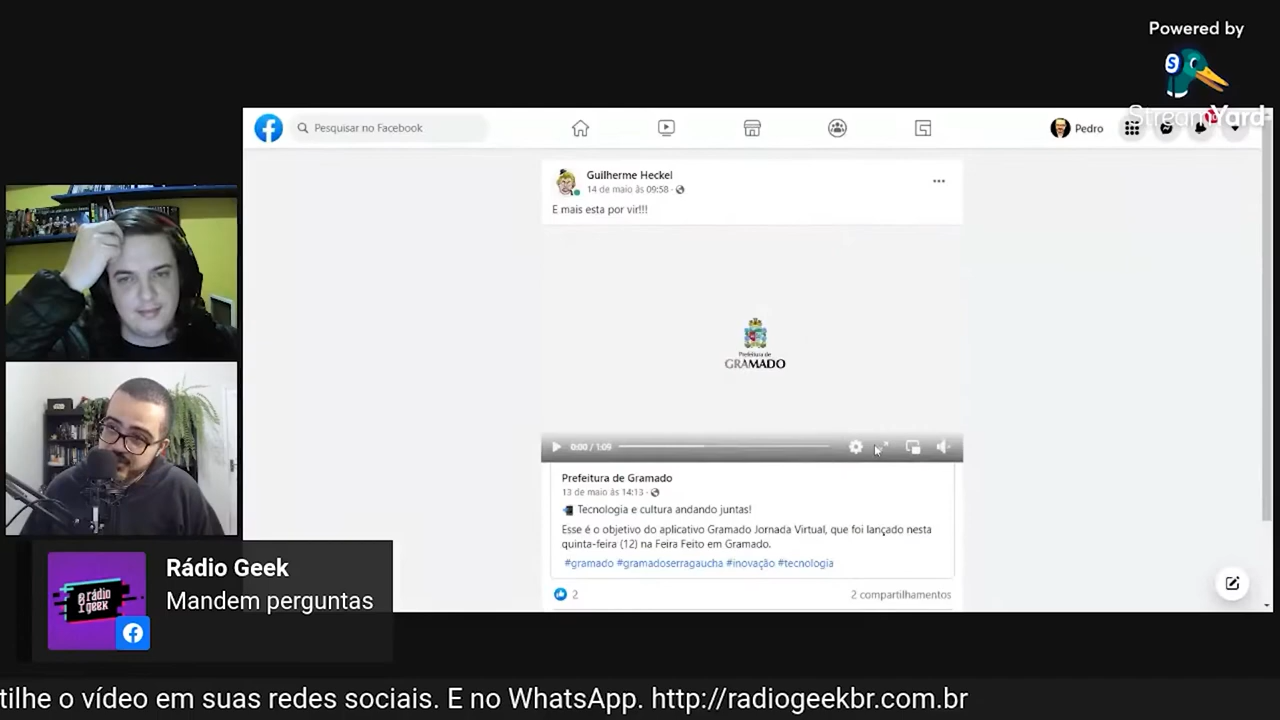 Powered by
StreamYard
Pesquisar no Facebook
Pedro
Guilherme Heckel
14 de maio às 09:58 ·
E mais esta por vir!!!
Prefeitura de
GRAMADO
0:00 / 1:09
Prefeitura de Gramado
13 de maio às 14:13 ·
Tecnologia e cultura andando juntas!
Esse é o objetivo do aplicativo Gramado Jornada Virtual, que foi lançado nesta
quinta-feira (12) na Feira Feito em Gramado.
#gramado #gramadoserragaucha #inovação #tecnologia
2
2 compartilhamentos
Rádio Geek
Mandem perguntas
rádio
geek
tilhe o vídeo em suas redes sociais. E no WhatsApp. http://radiogeekbr.com.br